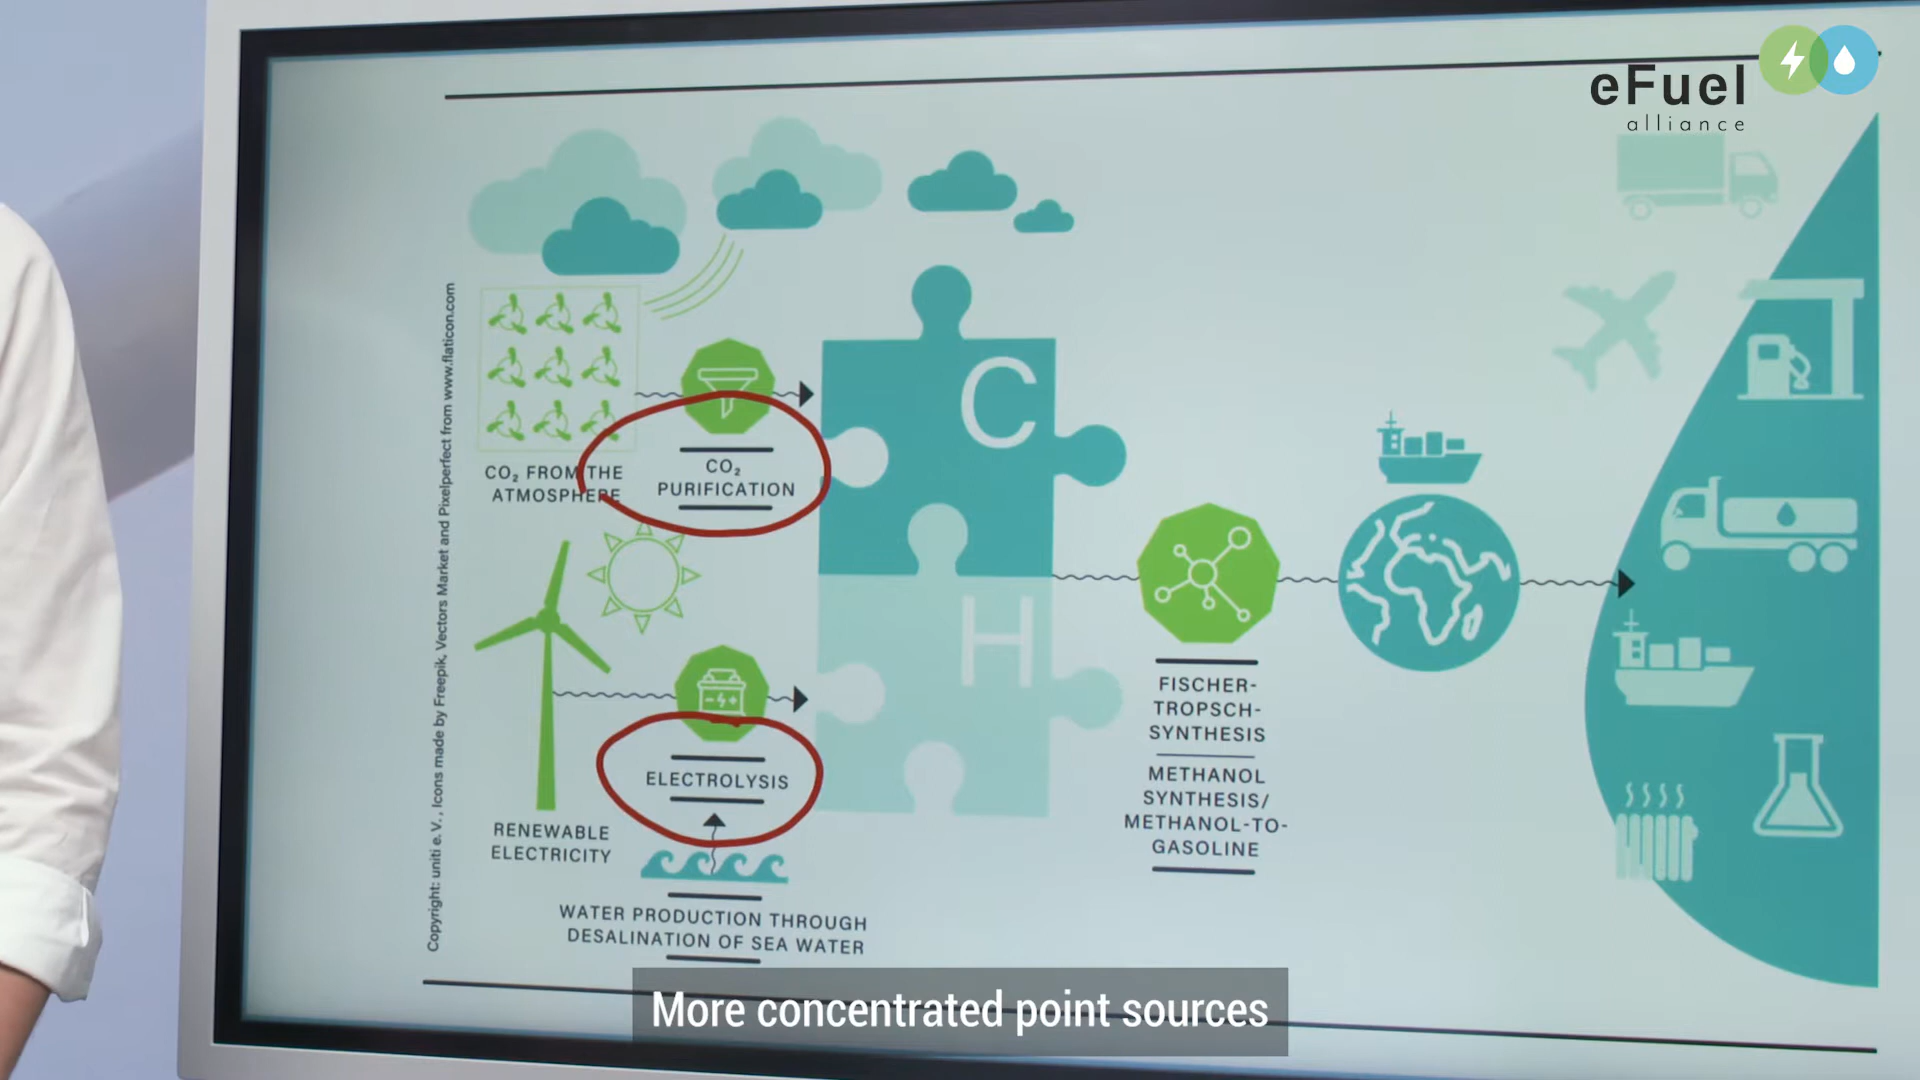 eFuel
alliance
Copyright: uniti e. V., Icons made by Freepik, Vectors Market and Pixelperfect from www.flaticon.com
CO₂ FROM THE
ATMOSPHERE
CO₂
PURIFICATION
C
H
RENEWABLE
ELECTRICITY
ELECTROLYSIS
WATER PRODUCTION THROUGH
DESALINATION OF SEA WATER
FISCHER-
TROPSCH-
SYNTHESIS
METHANOL
SYNTHESIS/
METHANOL-TO-
GASOLINE
More concentrated point sources